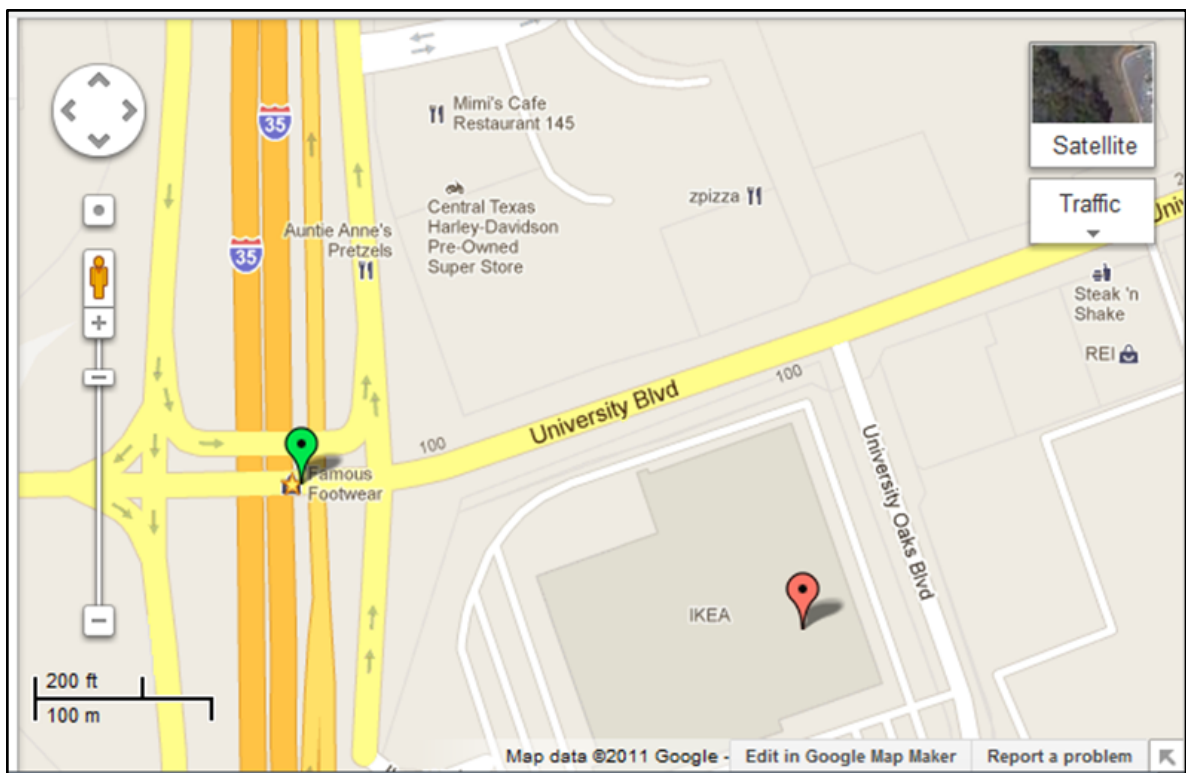 Mimi's Cafe
Restaurant 145
35
Satellite
Central Texas
Harley-Davidson
Pre-Owned
Super Store
zpizza
Traffic
Auntie Anne's
Pretzels
35
Steak 'n
Shake
REI
100
University Blvd
100
Famous
Footwear
University Oaks Blvd
IKEA
200 ft
100 m
Map data ©2011 Google -
Edit in Google Map Maker
Report a problem